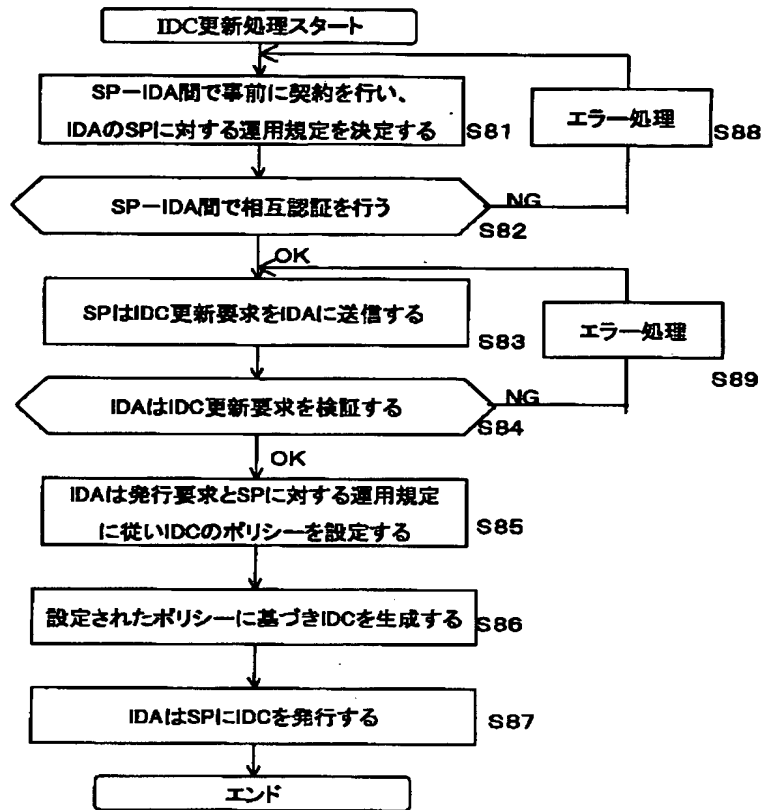 IDC更新処理スタート
SP－IDA間で事前に契約を行い、
IDAのSPに対する運用規定を決定する
S81
エラー処理
S88
SP－IDA間で相互認証を行う
NG
S82
OK
SPはIDC更新要求をIDAに送信する
S83
エラー処理
S89
IDAはIDC更新要求を検証する
NG
S84
OK
IDAは発行要求とSPに対する運用規定
に従いIDCのポリシーを設定する
S85
設定されたポリシーに基づきIDCを生成する
S86
IDAはSPにIDCを発行する
S87
エンド